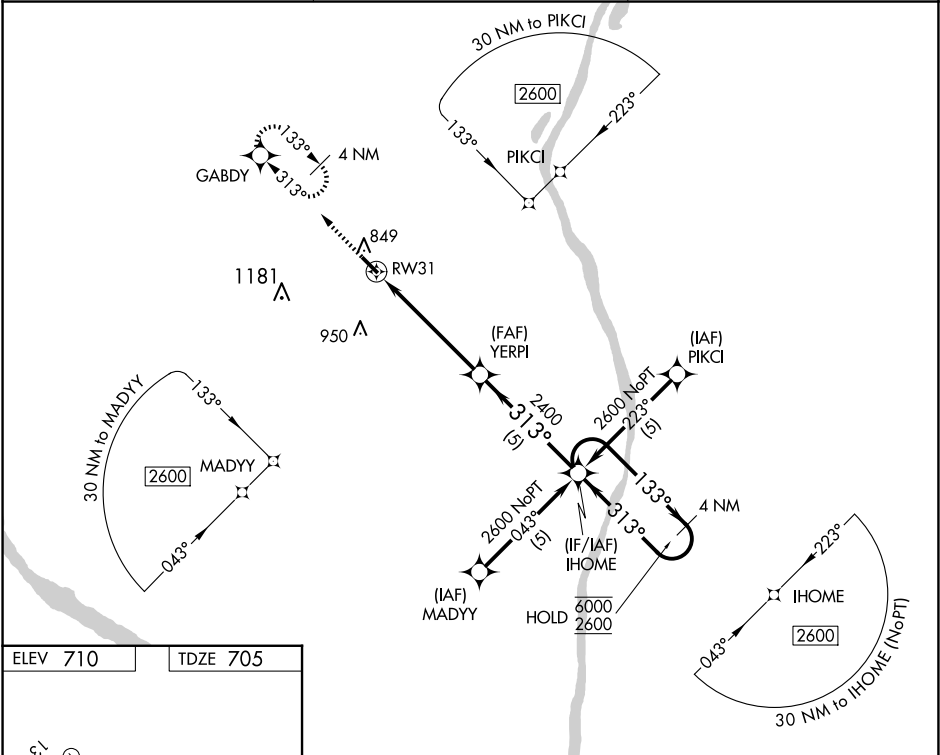 30 NM to PIKCI
2600
133°
223°
PIKCI
133°
4 NM
GABDY
313°
849
RW31
1181
950
(FAF)
YERPI
(IAF)
PIKCI
2400
313°
(5)
2600 NoPT
223°
(5)
30 NM to MADYY
133°
2600
MADYY
043°
133°
4 NM
313°
2600 NoPT
043°
(5)
(IF/IAF)
IHOME
(IAF)
MADYY
HOLD 6000
2600
223°
IHOME
2600
043°
30 NM to IHOME (NoPT)
ELEV 710
TDZE 705